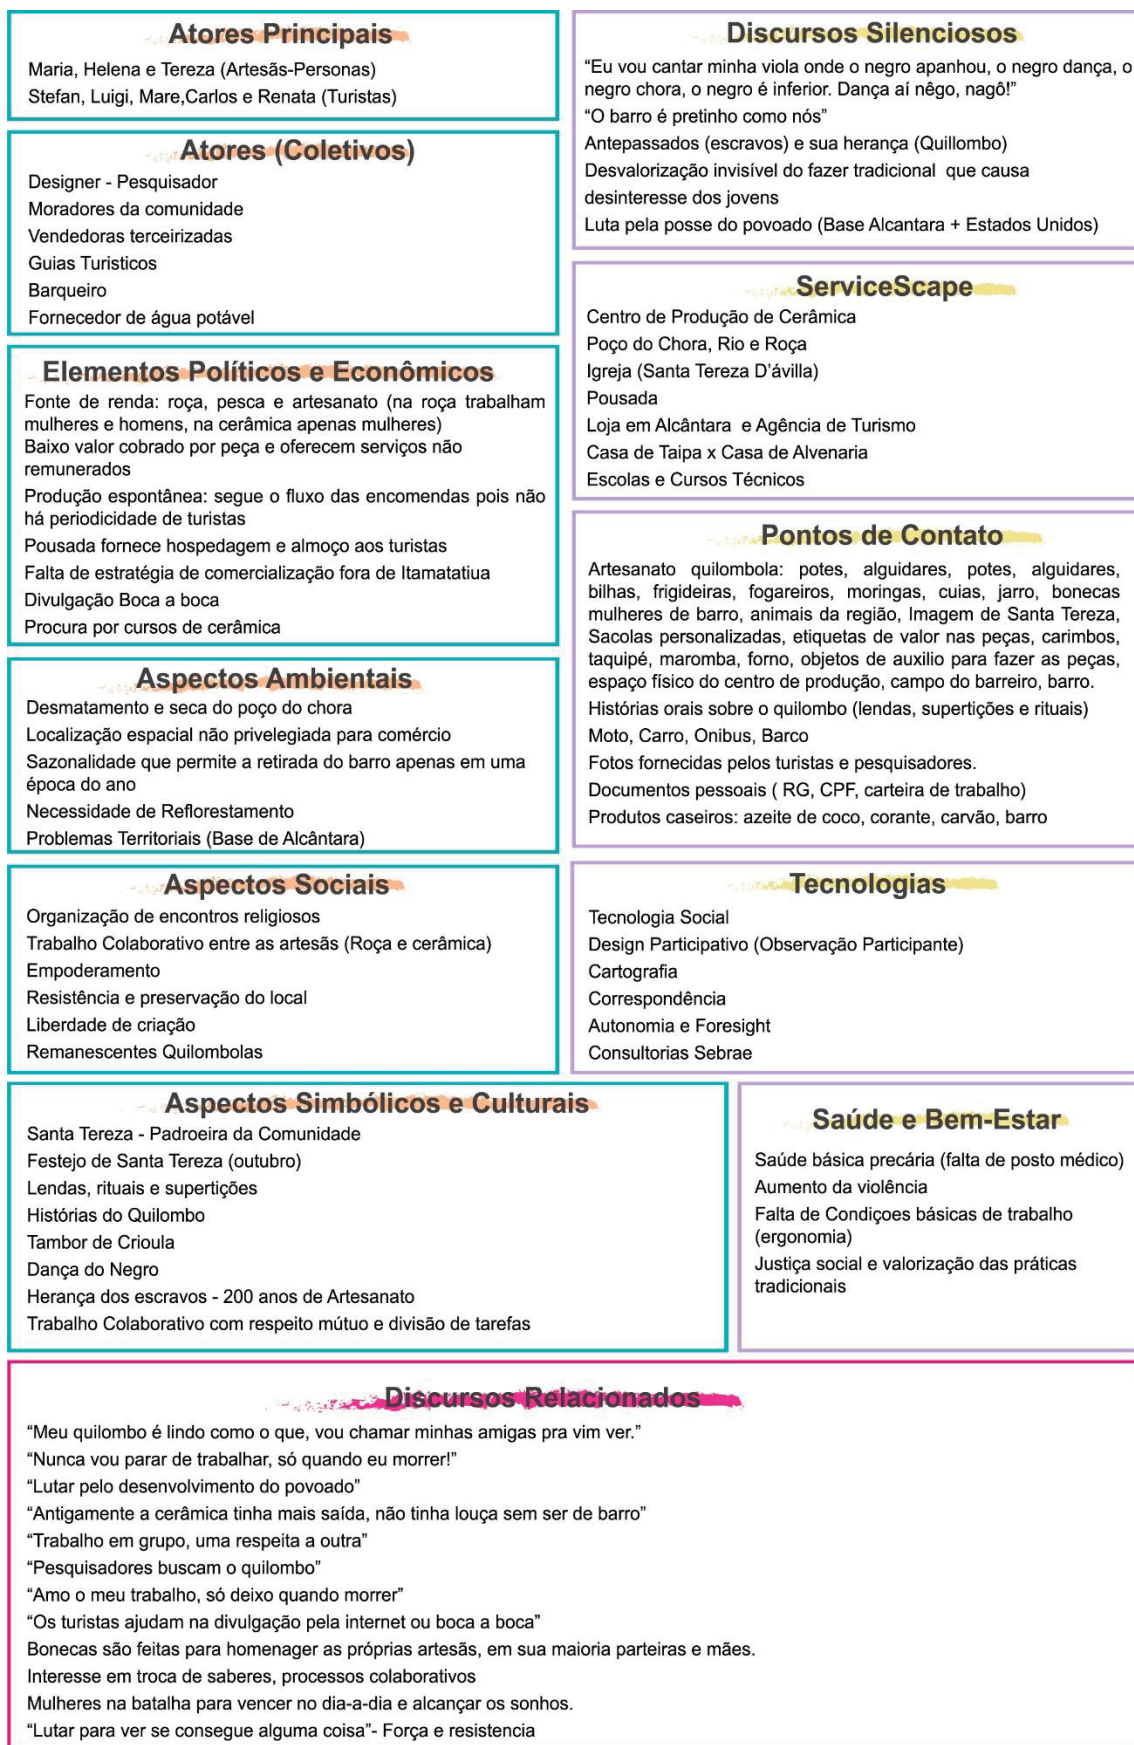 Atores Principais
Maria, Helena e Tereza (Artesãs-Personas)
Stefan, Luigi, Mare,Carlos e Renata (Turistas)
Atores (Coletivos)
Designer - Pesquisador
Moradores da comunidade
Vendedoras terceirizadas
Guias Turisticos
Barqueiro
Fornecedor de água potável
Elementos Políticos e Econômicos
Fonte de renda: roça, pesca e artesanato (na roça trabalham
mulheres e homens, na cerâmica apenas mulheres)
Baixo valor cobrado por peça e oferecem serviços não
remunerados
Produção espontânea: segue o fluxo das encomendas pois não
há periodicidade de turistas
Pousada fornece hospedagem e almoço aos turistas
Falta de estratégia de comercialização fora de Itamatatiua
Divulgação Boca a boca
Procura por cursos de cerâmica
Aspectos Ambientais
Desmatamento e seca do poço do chora
Localização espacial não privelegiada para comércio
Sazonalidade que permite a retirada do barro apenas em uma
época do ano
Necessidade de Reflorestamento
Problemas Territoriais (Base de Alcântara)
Aspectos Sociais
Organização de encontros religiosos
Trabalho Colaborativo entre as artesãs (Roça e cerâmica)
Empoderamento
Resistência e preservação do local
Liberdade de criação
Remanescentes Quilombolas
Discursos Silenciosos
“Eu vou cantar minha viola onde o negro apanhou, o negro dança, o
negro chora, o negro é inferior. Dança aí nêgo, nagô!”
“O barro é pretinho como nós”
Antepassados (escravos) e sua herança (Quillombo)
Desvalorização invisível do fazer tradicional que causa
desinteresse dos jovens
Luta pela posse do povoado (Base Alcantara + Estados Unidos)
ServiceScape
Centro de Produção de Cerâmica
Poço do Chora, Rio e Roça
Igreja (Santa Tereza D’ávilla)
Pousada
Loja em Alcântara e Agência de Turismo
Casa de Taipa x Casa de Alvenaria
Escolas e Cursos Técnicos
Pontos de Contato
Artesanato quilombola: potes, alguidares, potes, alguidares,
bilhas, frigideiras, fogareiros, moringas, cuias, jarro, bonecas
mulheres de barro, animais da região, Imagem de Santa Tereza,
Sacolas personalizadas, etiquetas de valor nas peças, carimbos,
taquipé, maromba, forno, objetos de auxilio para fazer as peças,
espaço físico do centro de produção, campo do barreiro, barro.
Histórias orais sobre o quilombo (lendas, supertições e rituais)
Moto, Carro, Onibus, Barco
Fotos fornecidas pelos turistas e pesquisadores.
Documentos pessoais ( RG, CPF, carteira de trabalho)
Produtos caseiros: azeite de coco, corante, carvão, barro
Tecnologias
Tecnologia Social
Design Participativo (Observação Participante)
Cartografia
Correspondência
Autonomia e Foresight
Consultorias Sebrae
Aspectos Simbólicos e Culturais
Santa Tereza - Padroeira da Comunidade
Festejo de Santa Tereza (outubro)
Lendas, rituais e supertições
Histórias do Quilombo
Tambor de Crioula
Dança do Negro
Herança dos escravos - 200 anos de Artesanato
Trabalho Colaborativo com respeito mútuo e divisão de tarefas
Saúde e Bem-Estar
Saúde básica precária (falta de posto médico)
Aumento da violência
Falta de Condiçoes básicas de trabalho
(ergonomia)
Justiça social e valorização das práticas
tradicionais
Discursos Relacionados
“Meu quilombo é lindo como o que, vou chamar minhas amigas pra vim ver.”
“Nunca vou parar de trabalhar, só quando eu morrer!”
“Lutar pelo desenvolvimento do povoado”
“Antigamente a cerâmica tinha mais saída, não tinha louça sem ser de barro”
“Trabalho em grupo, uma respeita a outra”
“Pesquisadores buscam o quilombo”
“Amo o meu trabalho, só deixo quando morrer”
“Os turistas ajudam na divulgação pela internet ou boca a boca”
Bonecas são feitas para homenager as próprias artesãs, em sua maioria parteiras e mães.
Interesse em troca de saberes, processos colaborativos
Mulheres na batalha para vencer no dia-a-dia e alcançar os sonhos.
“Lutar para ver se consegue alguma coisa”- Força e resistencia